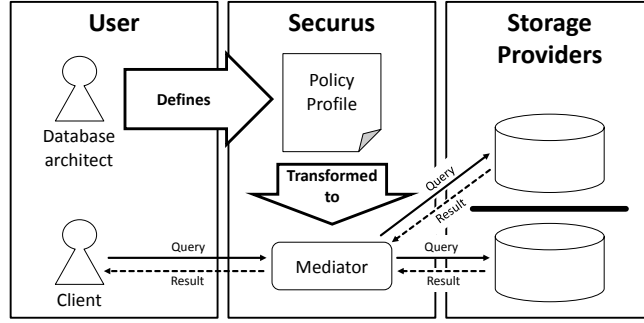 User
Securus
Storage
Providers
Policy
Profile
Defines
Database
architect
Transformed
to
Query
Result
Query
Result
Mediator
Query
Result
Client